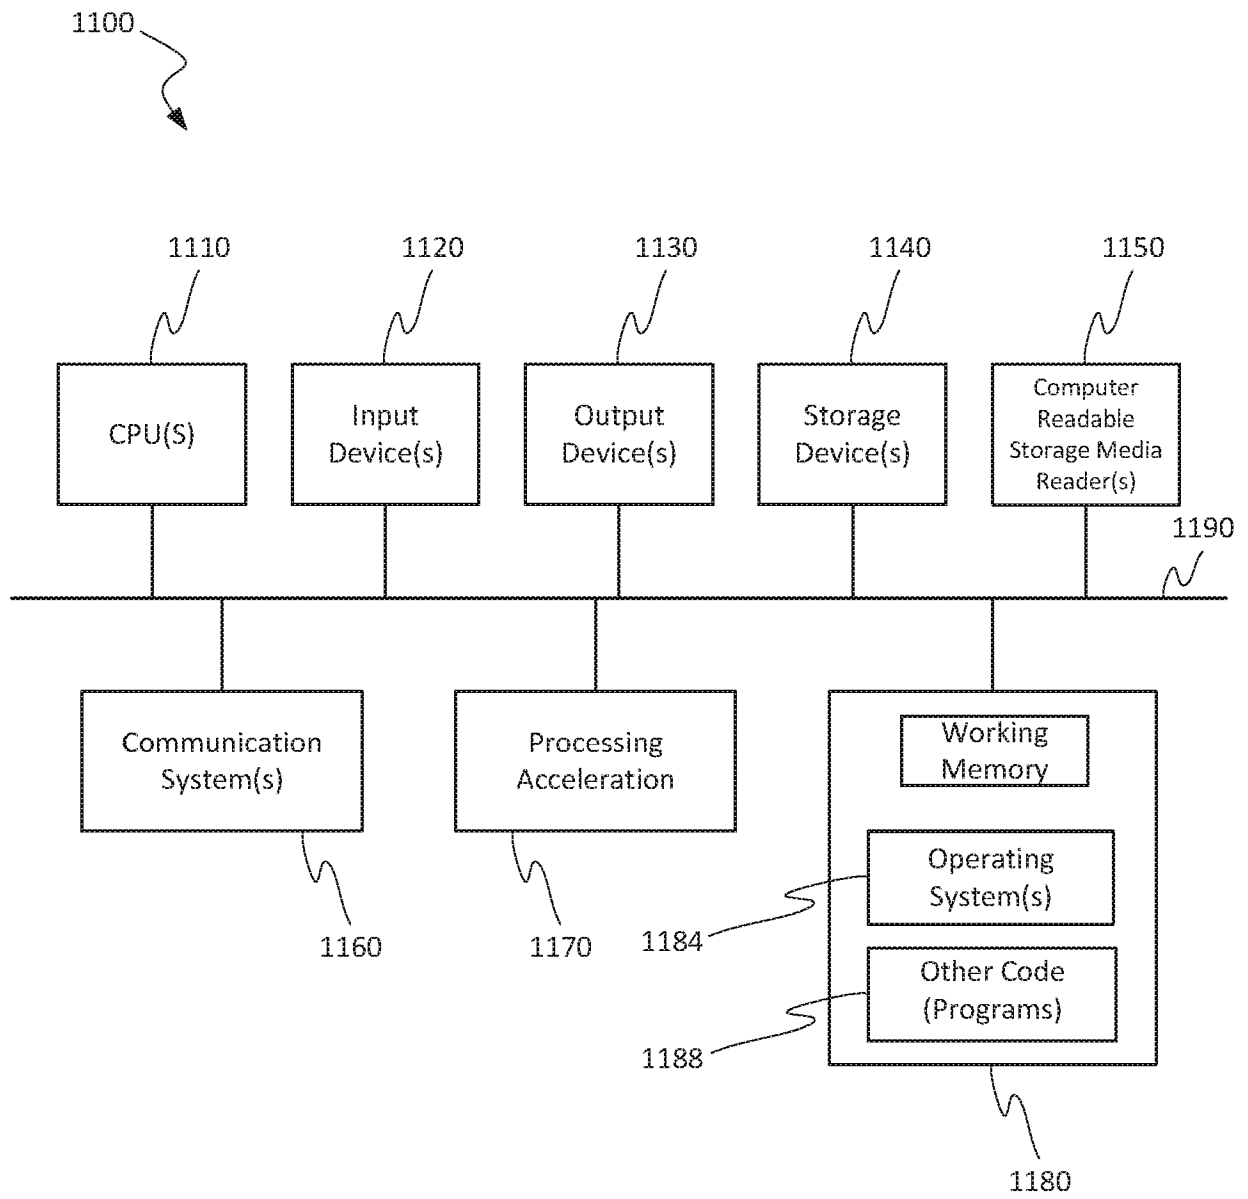 1100
1110
1120
1130
1140
1150
CPU(S)
Input
Device(s)
Output
Device(s)
Storage
Device(s)
Computer
Readable
Storage Media
Reader(s)
1190
Communication
System(s)
Processing
Acceleration
Working
Memory
Operating
System(s)
1160
1170
1184
Other Code
(Programs)
1188
1180